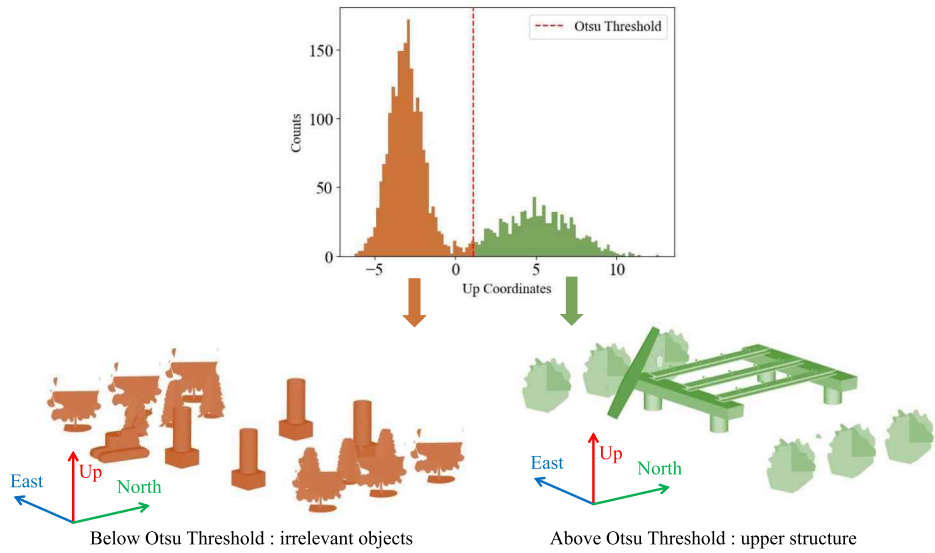 Otsu Threshold
150
100
50
0
Counts
−5
0
5
10
Up Coordinates
East
Up
North
East
Up
North
Below Otsu Threshold : irrelevant objects
Above Otsu Threshold : upper structure